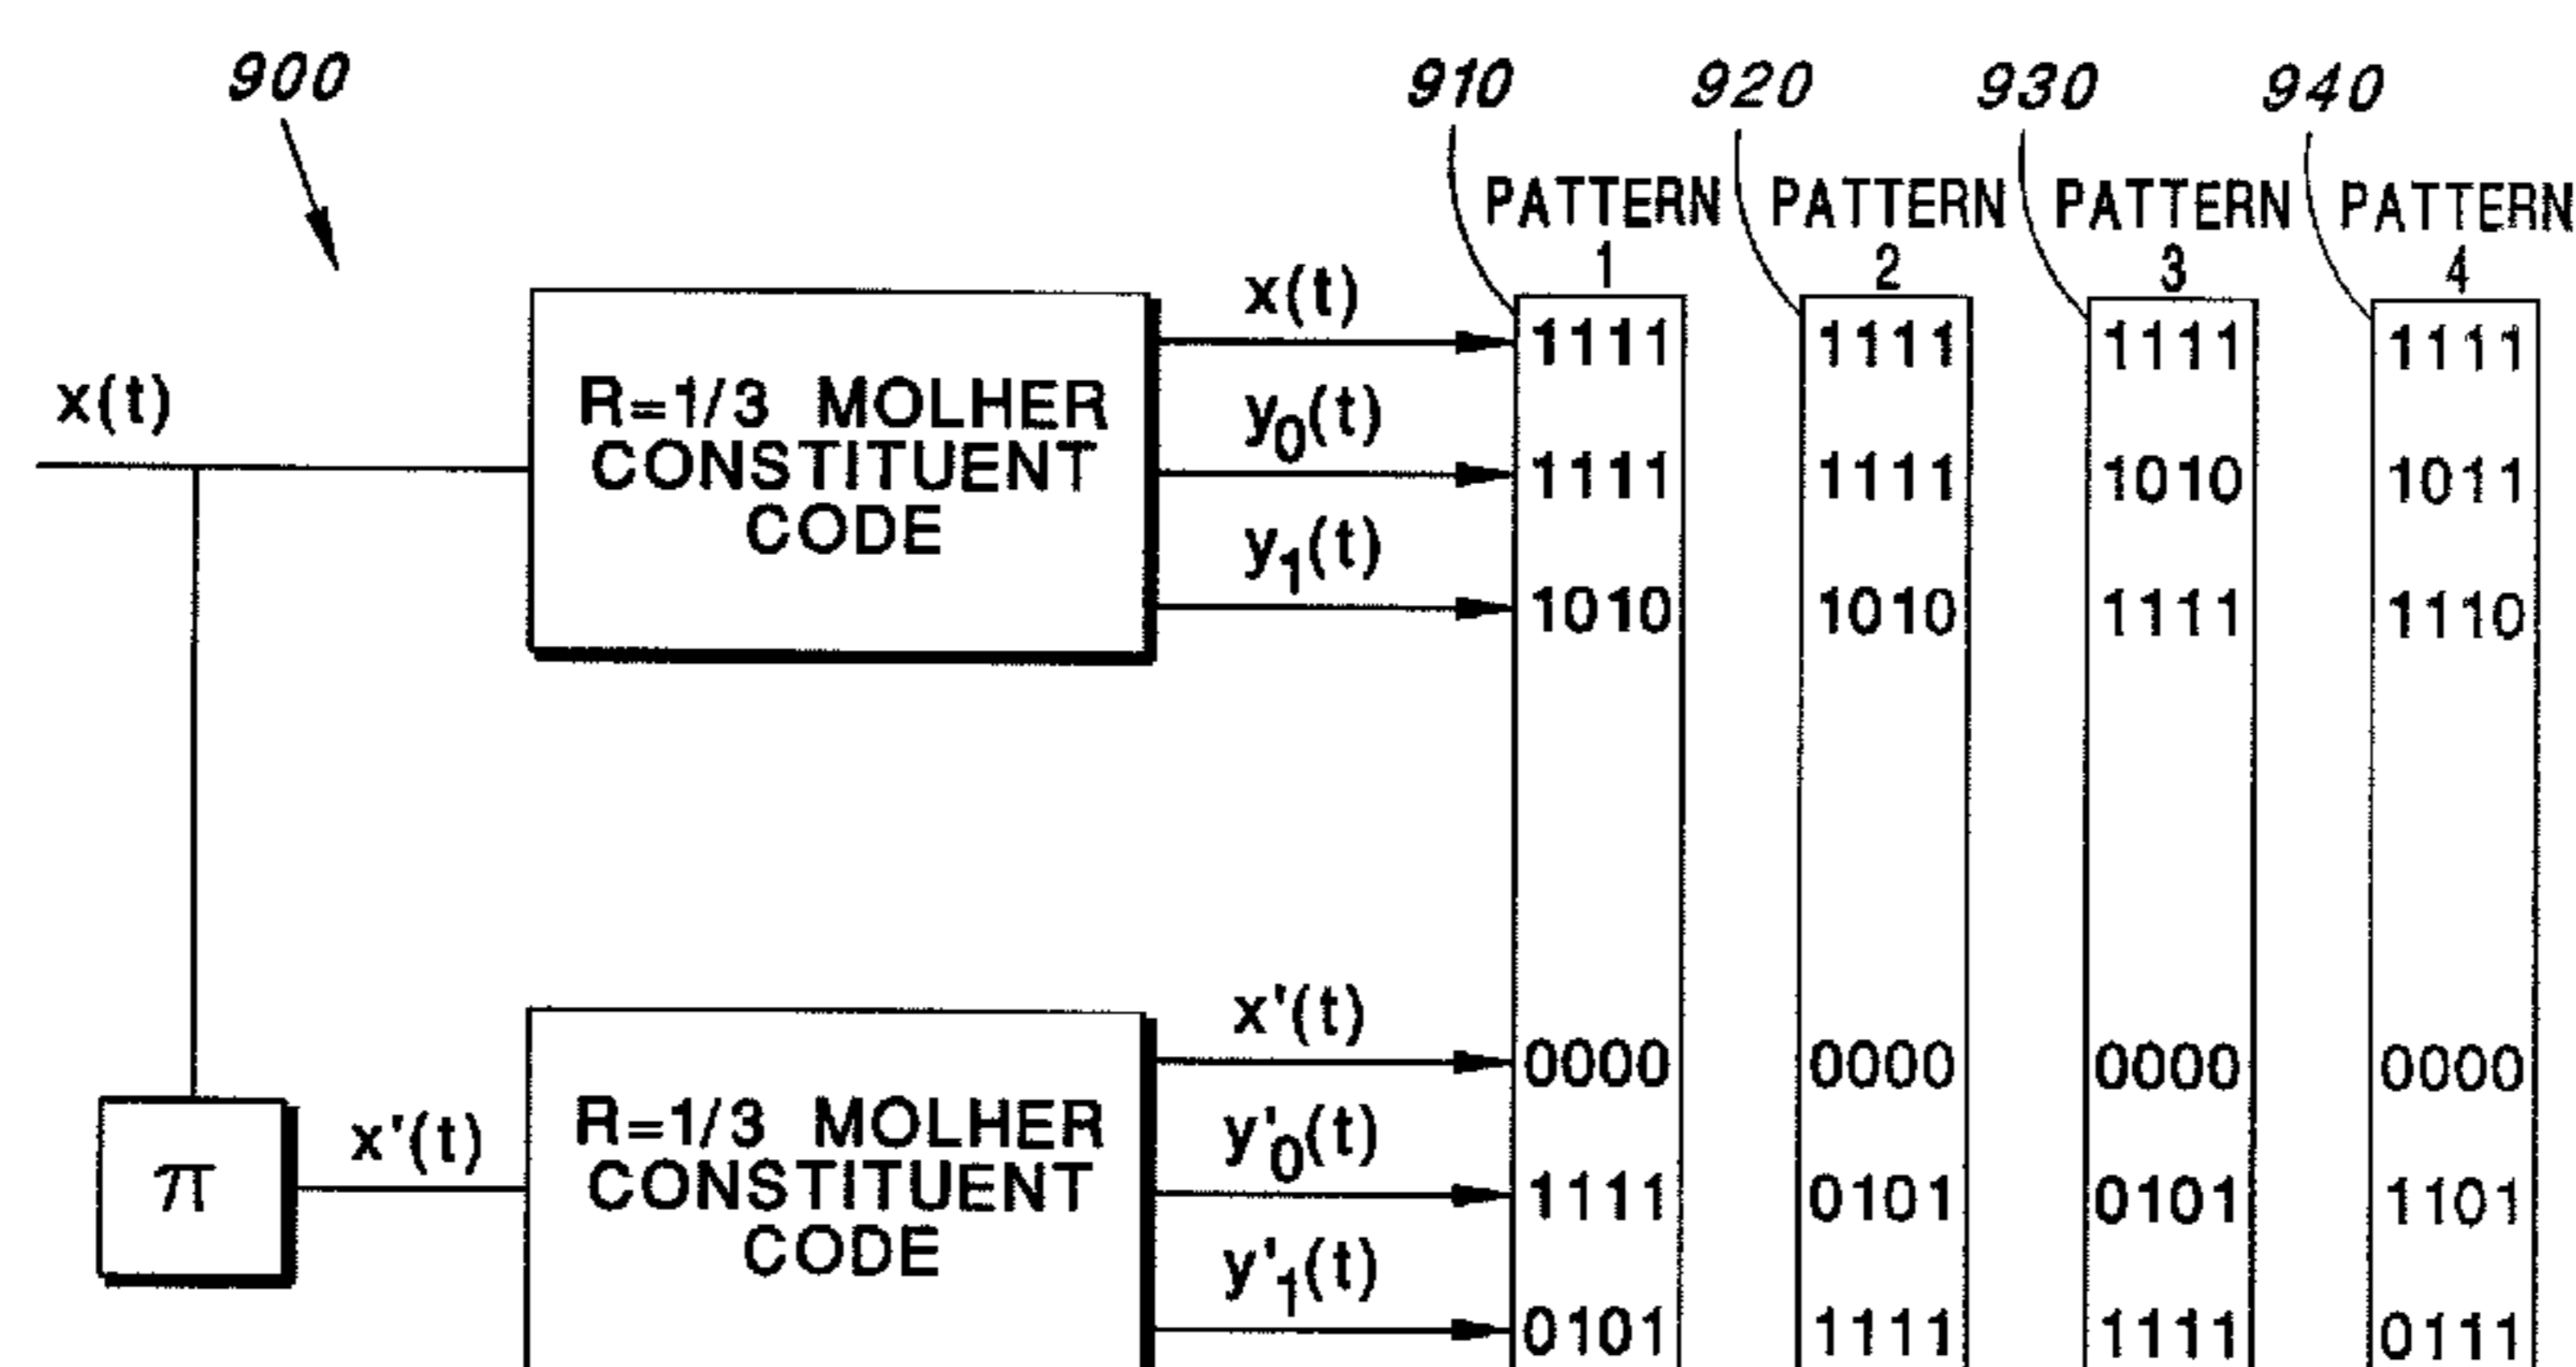 900
910 920 930 940
PATTERN 1 PATTERN 2 PATTERN 3 PATTERN 4
x(t)
R=1/3 MOLHER
CONSTITUENT
CODE
x(t) 1111 1111 1111 1111
y0(t) 1111 1111 1010 1011
y1(t) 1010 1010 1111 1110
π
x'(t)
R=1/3 MOLHER
CONSTITUENT
CODE
x'(t) 0000 0000 0000 0000
y'0(t) 1111 0101 0101 1101
y'1(t) 0101 1111 1111 0111